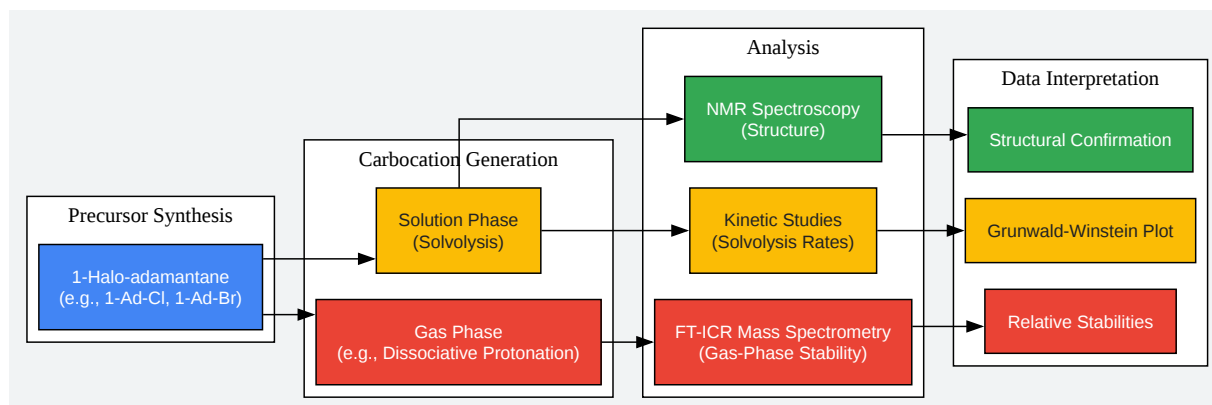 Precursor Synthesis
1-Halo-adamantane
(e.g., 1-Ad-Cl, 1-Ad-Br)
Carbocation Generation
Solution Phase
(Solvolysis)
Gas Phase
(e.g., Dissociative Protonation)
Analysis
NMR Spectroscopy
(Structure)
Kinetic Studies
(Solvolysis Rates)
FT-ICR Mass Spectrometry
(Gas-Phase Stability)
Data Interpretation
Structural Confirmation
Grunwald-Winstein Plot
Relative Stabilities